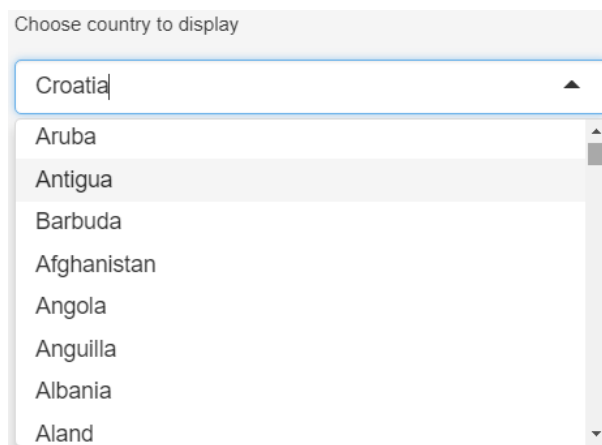 Choose country to display
Croatia
Aruba
Antigua
Barbuda
Afghanistan
Angola
Anguilla
Albania
Aland